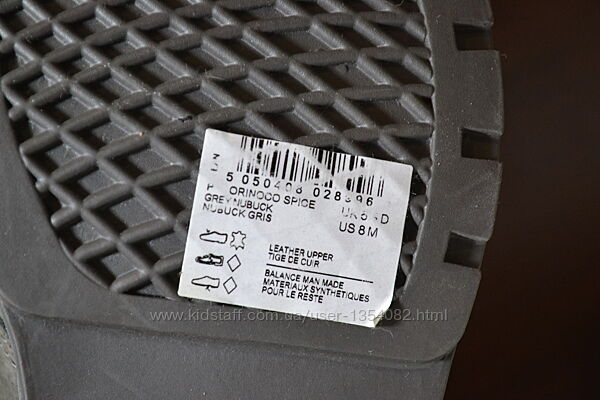 5 050408 028396
ORINOCO SPICE
GREY NUBUCK
NUBUCK GRIS
US 8 M
LEATHER UPPER
TIGE DE CUIR
BALANCE MAN MADE
MATERIAUX SYNTHETIQUES
POUR LE RESTE
www.kidstaff.com.ua/user-1354082.html